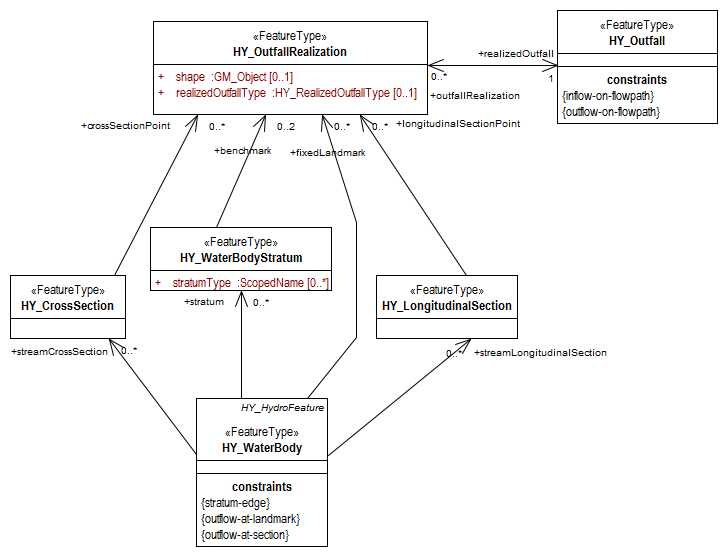 «FeatureType»
HY_OutfallRealization
+ shape :GM_Object [0..1]
+ realizedOutfallType :HY_RealizedOutfallType [0..1]
«FeatureType»
HY_Outfall
constraints
{inflow-on-flowpath}
{outflow-on-flowpath}
+realizedOutfall
0..*
1
+outfallRealization
+crossSectionPoint
0..*
0..2
0..*
0..*
+longitudinalSectionPoint
+benchmark
+fixedLandmark
«FeatureType»
HY_WaterBodyStratum
+ stratumType :ScopedName [0..*]
«FeatureType»
HY_CrossSection
«FeatureType»
HY_LongitudinalSection
+stratum
0..*
+streamCrossSection
0..*
0..*
+streamLongitudinalSection
HY_HydroFeature
«FeatureType»
HY_WaterBody
constraints
{stratum-edge}
{outflow-at-landmark}
{outflow-at-section}